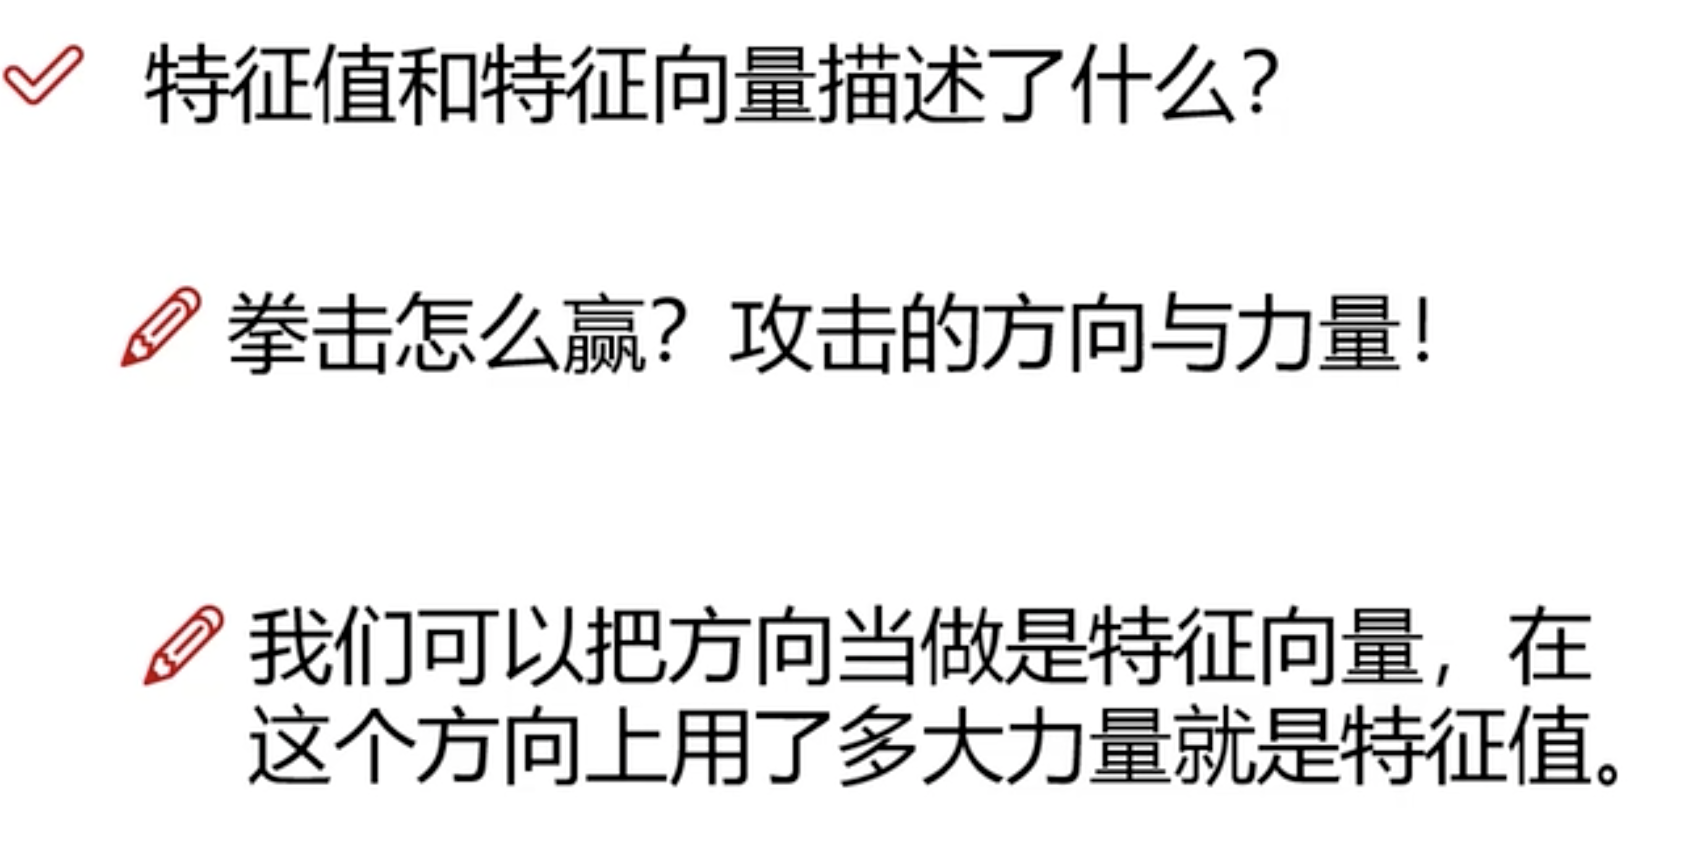 特征值和特征向量描述了什么？
拳击怎么赢？攻击的方向与力量！
我们可以把方向当做是特征向量，在
这个方向上用了多大力量就是特征值。